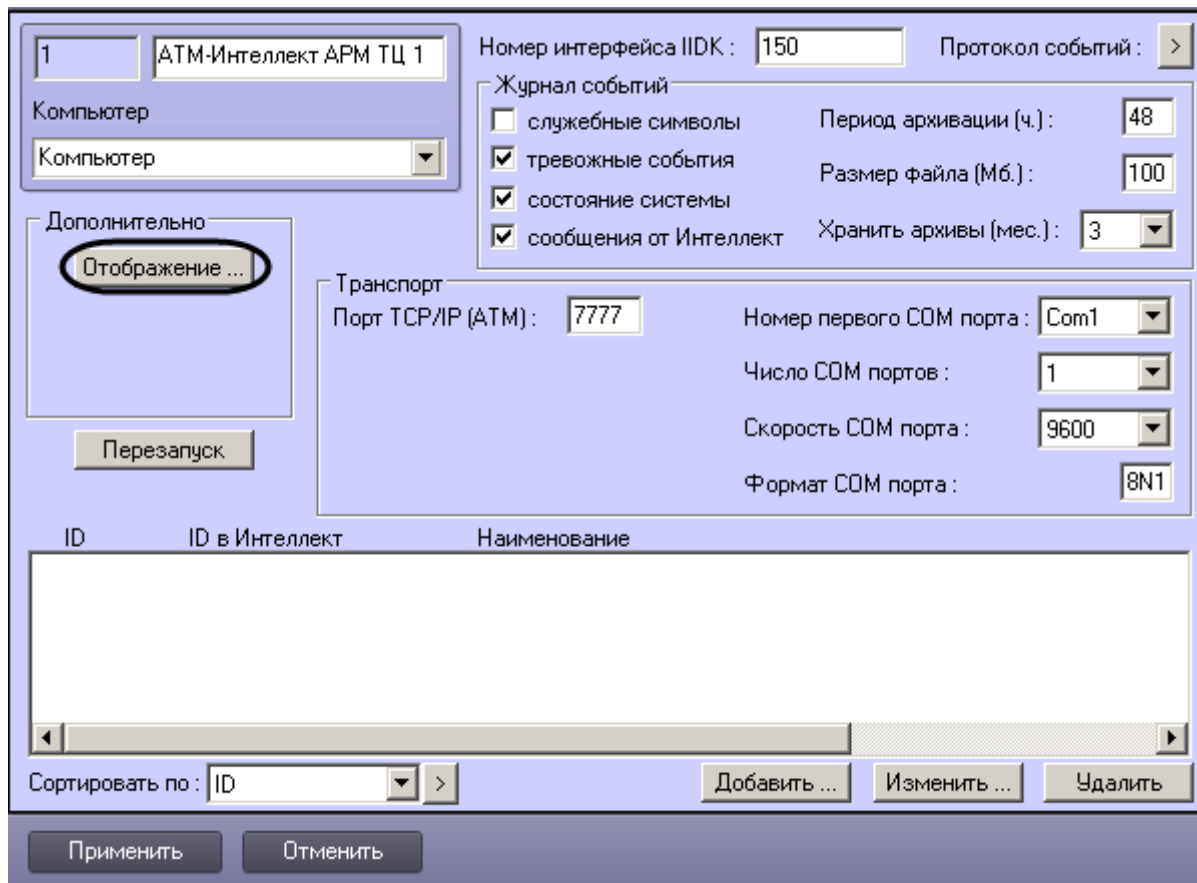 1 АТМ-Интеллект АРМ ТЦ 1
Номер интерфейса IIDK : 150 Протокол событий : >
Компьютер
Компьютер
Журнал событий
служебные символы Период архивации (ч.) : 48
тревожные события
Размер файла (Мб.) : 100
состояние системы
сообщения от Интеллект Хранить архивы (мес.) : 3
Дополнительно
Отображение ...
Перезапуск
Транспорт
Порт TCP/IP (ATM) : 7777 Номер первого COM порта : Com1
Число COM портов : 1
Скорость COM порта : 9600
Формат COM порта : 8N1
ID ID в Интеллект Наименование
Сортировать по : ID > Добавить ... Изменить ... Удалить
Применить Отменить